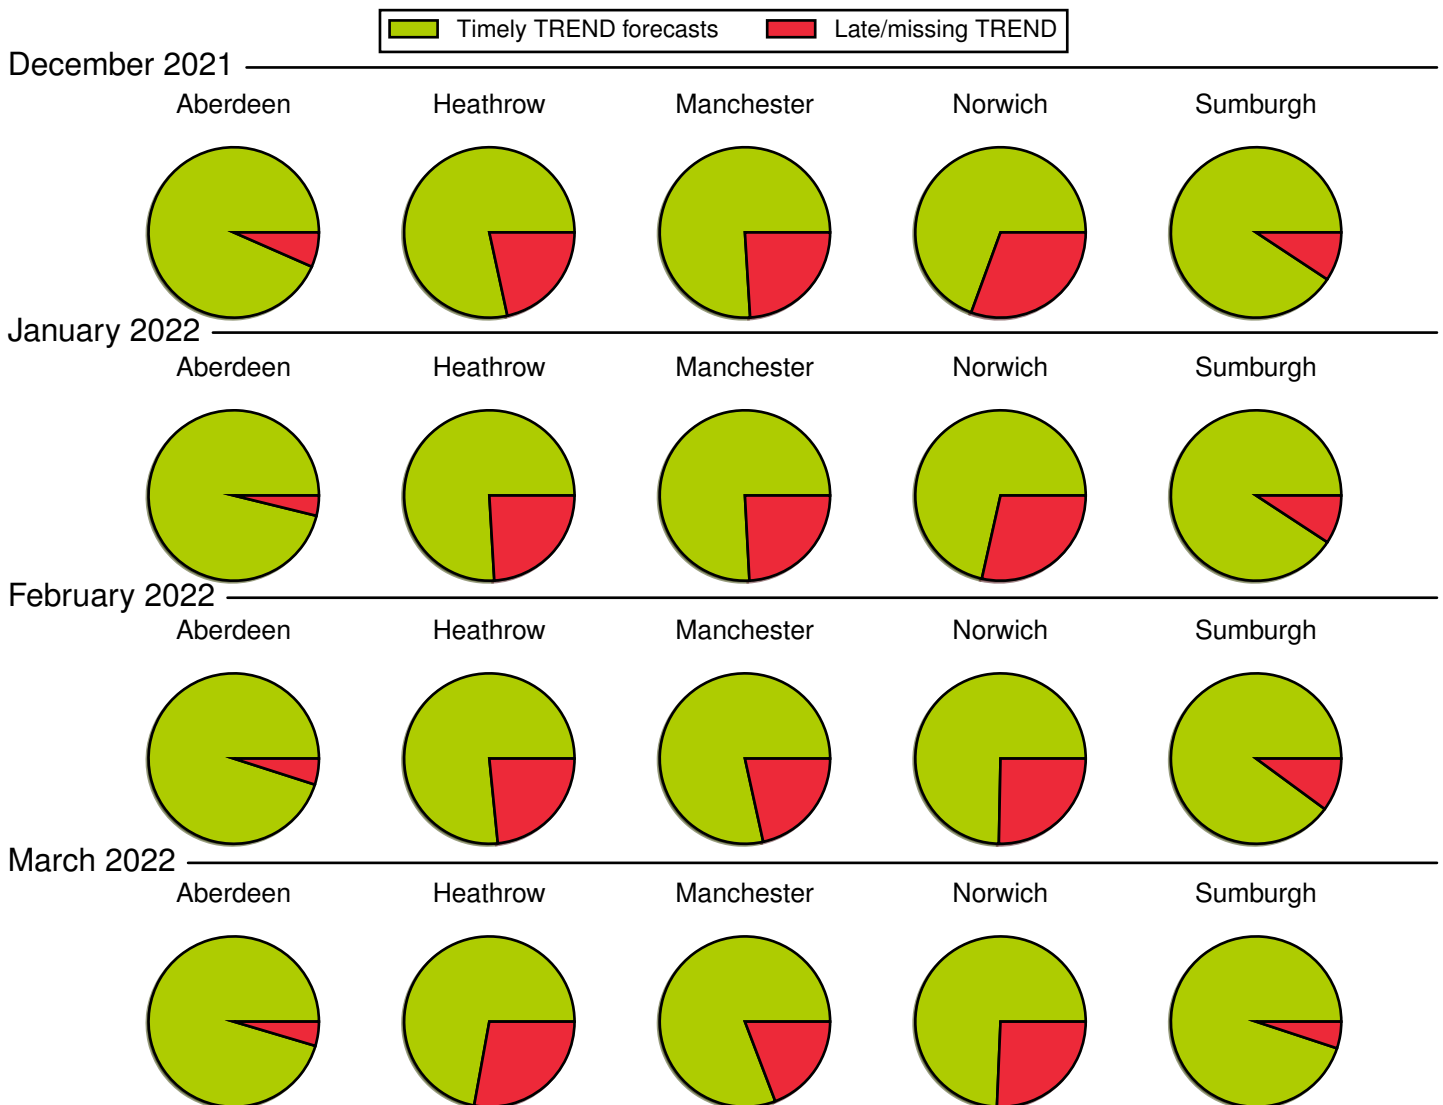 Timely TREND forecasts Late/missing TREND
December 2021
Aberdeen Heathrow Manchester Norwich Sumburgh
January 2022
Aberdeen Heathrow Manchester Norwich Sumburgh
February 2022
Aberdeen Heathrow Manchester Norwich Sumburgh
March 2022
Aberdeen Heathrow Manchester Norwich Sumburgh